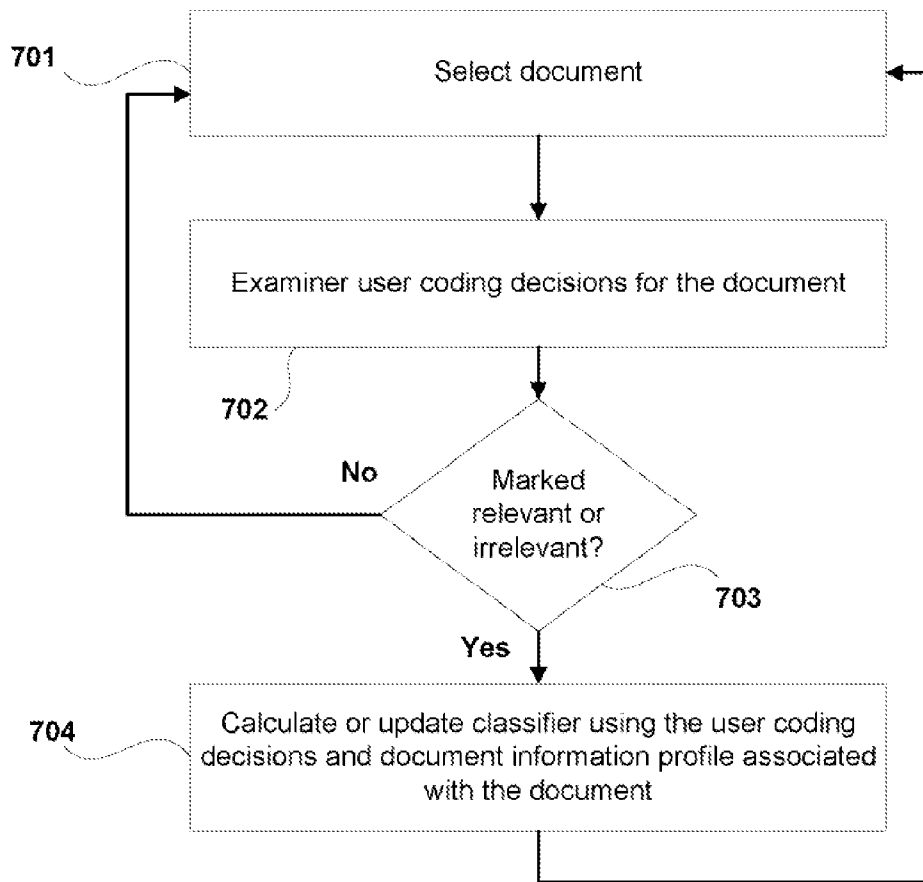 701
Select document
Examiner user coding decisions for the document
702
No
Marked
relevant or
irrelevant?
703
Yes
704
Calculate or update classifier using the user coding
decisions and document information profile associated
with the document